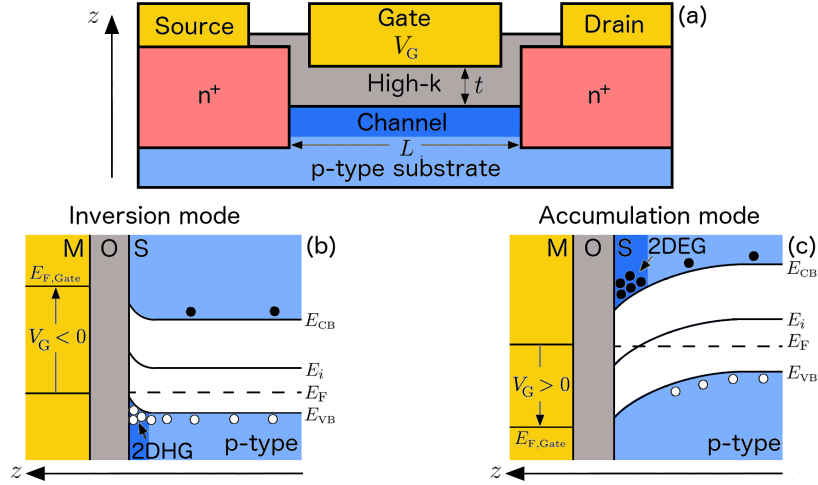 z
(a)
Source
Gate
V_G
Drain
n⁺
High-k
t
n⁺
Channel
L
p-type substrate
Inversion mode
(b)
M O S
E_F,Gate
V_G < 0
E_CB
E_i
E_F
E_VB
2DHG
p-type
z
Accumulation mode
(c)
M O S
2DEG
E_CB
E_i
E_F
V_G > 0
E_VB
E_F,Gate
p-type
z